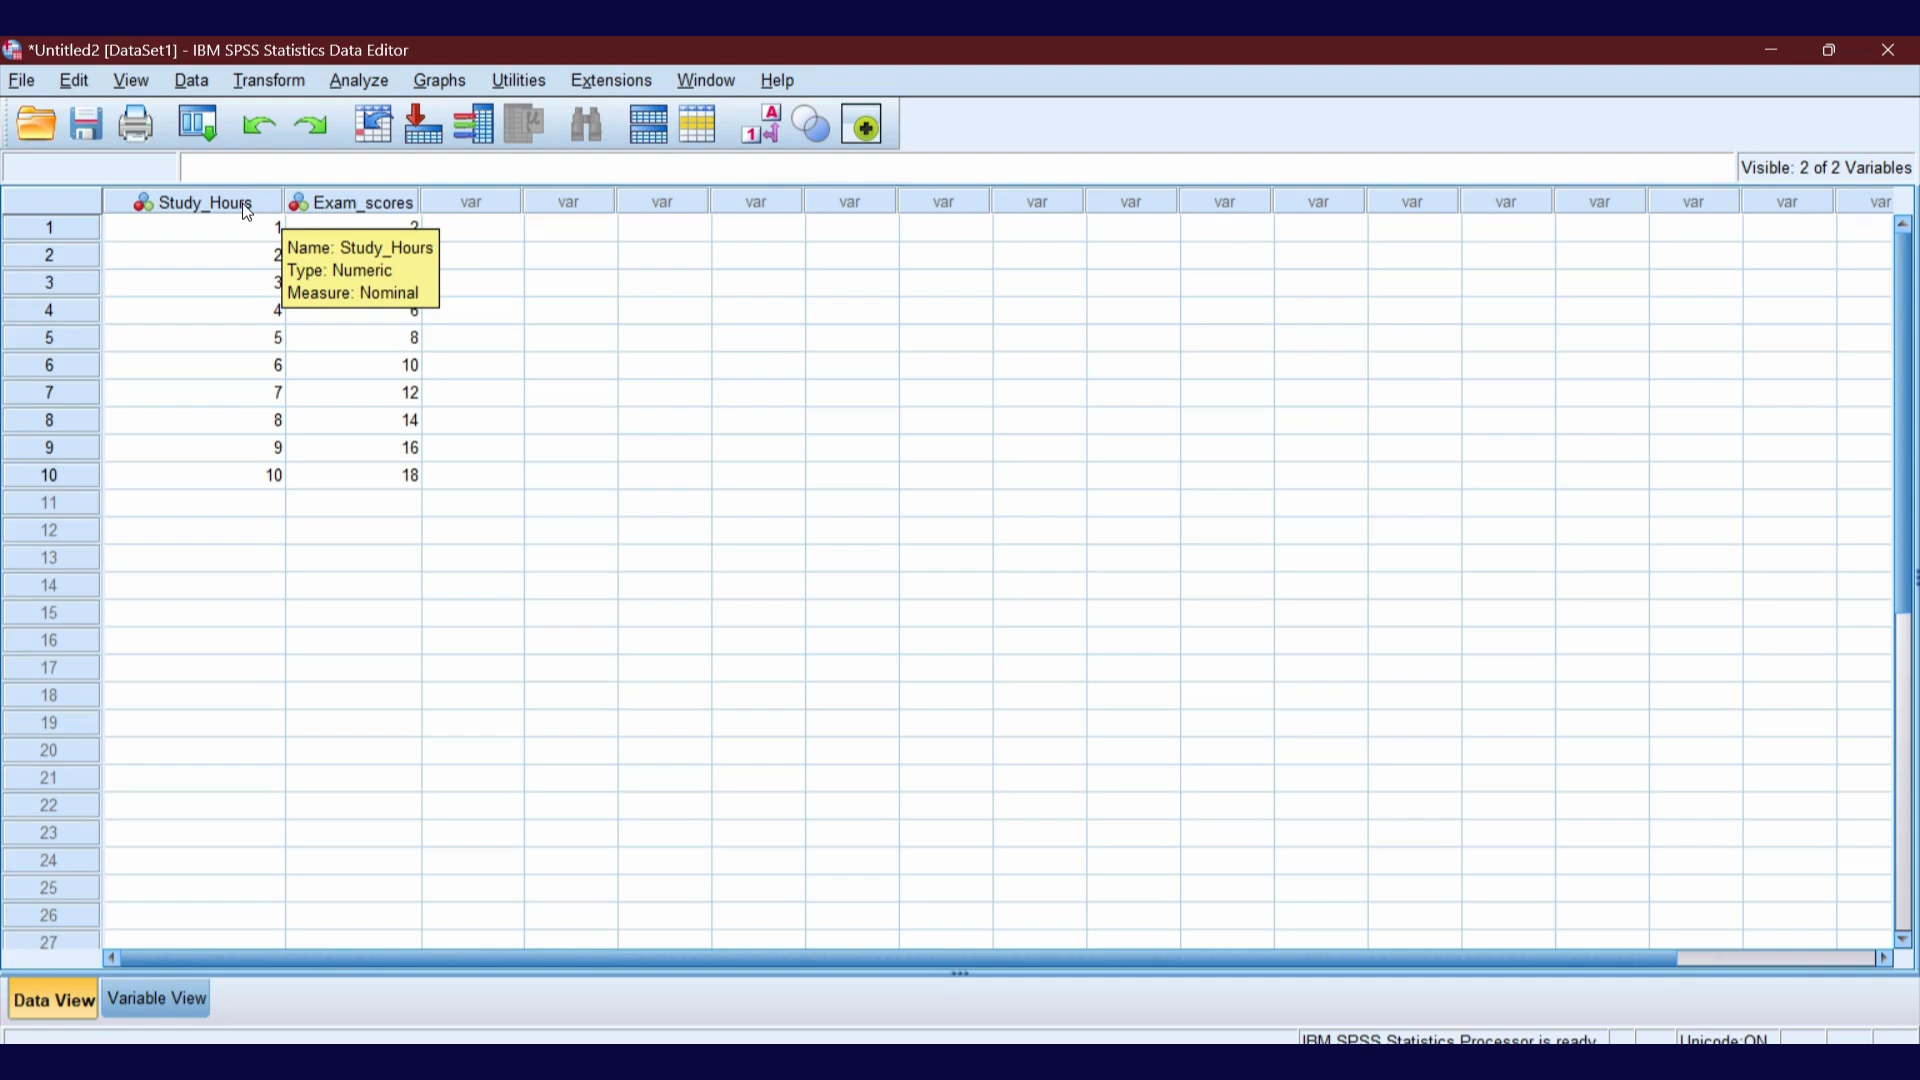 *Untitled2 [DataSet1] - IBM SPSS Statistics Data Editor
File Edit View Data Transform Analyze Graphs Utilities Extensions Window Help
Visible: 2 of 2 Variables
Study_Hours Exam_scores var var var var var var var var var var var var var var var var
1 1 2
2 2
3 3
4 4 6
5 5 8
6 6 10
7 7 12
8 8 14
9 9 16
10 10 18
Name: Study_Hours
Type: Numeric
Measure: Nominal
11
12
13
14
15
16
17
18
19
20
21
22
23
24
25
26
27
Data View Variable View
IBM SPSS Statistics Processor is ready Unicode:ON